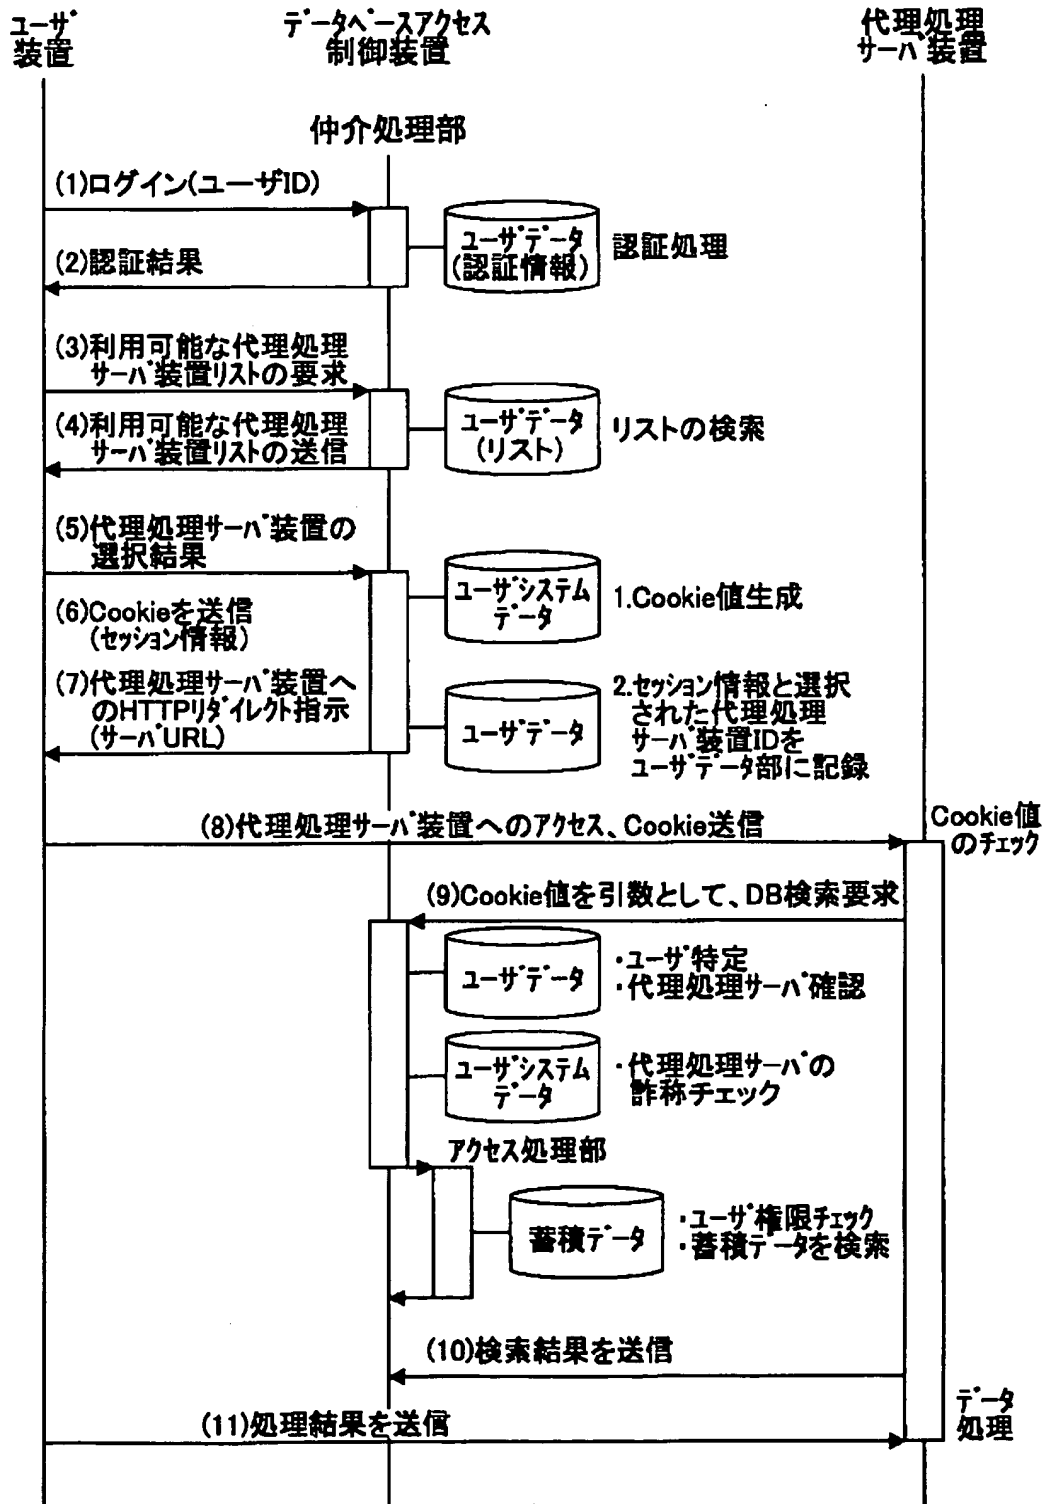 ユーザ
装置
データベースアクセス
制御装置
代理処理
サーバ装置
仲介処理部
(1)ログイン(ユーザID)
ユーザデータ
(認証情報)
認証処理
(2)認証結果
(3)利用可能な代理処理
サーバ装置リストの要求
(4)利用可能な代理処理
サーバ装置リストの送信
ユーザデータ
(リスト)
リストの検索
(5)代理処理サーバ装置の
選択結果
(6)Cookieを送信
(セッション情報)
ユーザシステム
データ
1.Cookie値生成
(7)代理処理サーバ装置へ
のHTTPリダイレクト指示
(サーバURL)
ユーザデータ
2.セッション情報と選択
された代理処理
サーバ装置IDを
ユーザデータ部に記録
(8)代理処理サーバ装置へのアクセス、Cookie送信
Cookie値
のチェック
(9)Cookie値を引数として、DB検索要求
ユーザデータ
・ユーザ特定
・代理処理サーバ確認
ユーザシステム
データ
・代理処理サーバの
詐称チェック
アクセス処理部
蓄積データ
・ユーザ権限チェック
・蓄積データを検索
(10)検索結果を送信
(11)処理結果を送信
データ
処理